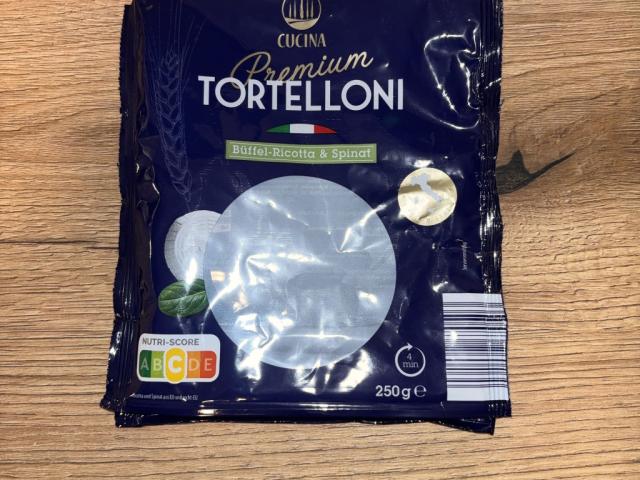 CUCINA
Premium
TORTELLONI
Büffel-Ricotta & Spinat
NUTRI-SCORE
A B C D E
4
min
250g e